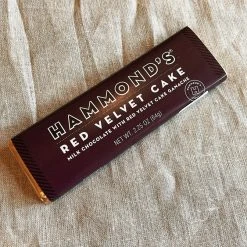 HAMMOND'S
RED VELVET CAKE
MILK CHOCOLATE WITH RED VELVET CAKE GANACHE
NET WT. 2.25 OZ (64g)